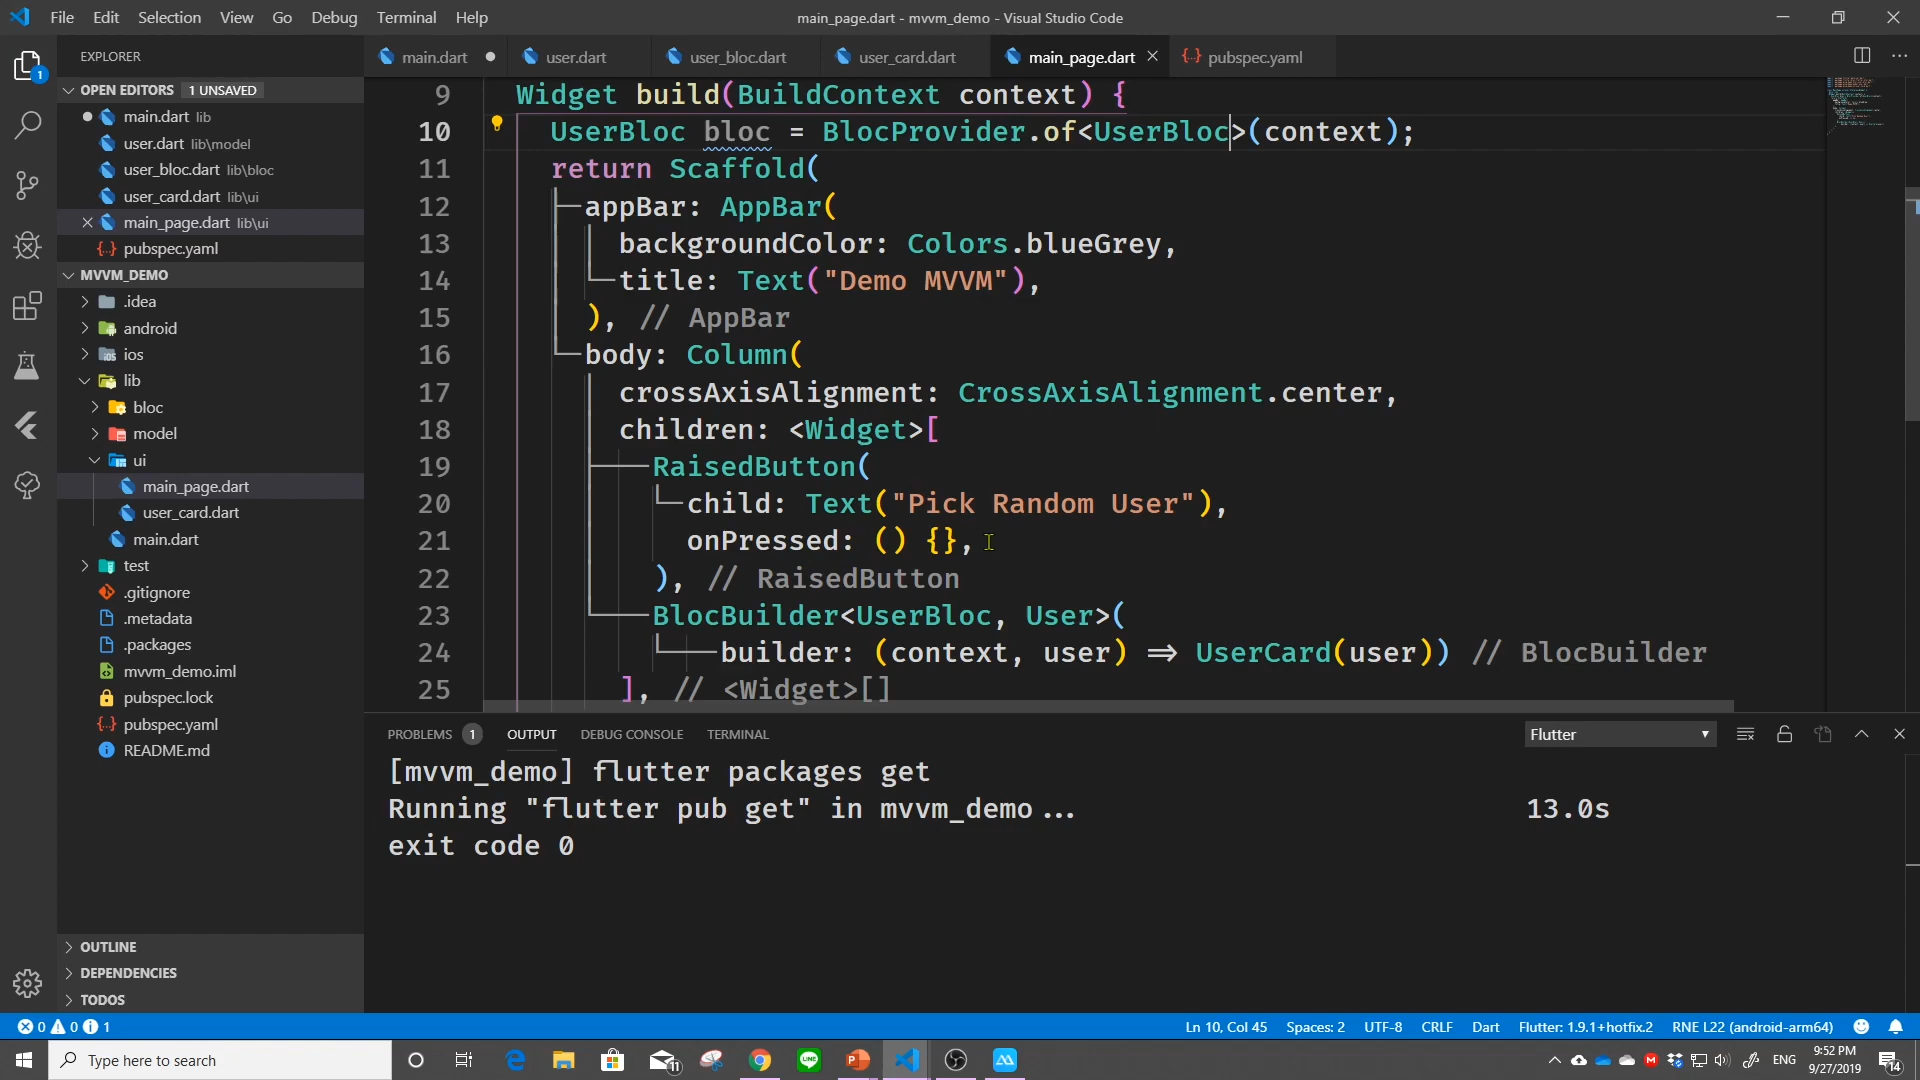 File Edit Selection View Go Debug Terminal Help
main_page.dart - mvvm_demo - Visual Studio Code
EXPLORER
main.dart
user.dart
user_bloc.dart
user_card.dart
main_page.dart
pubspec.yaml
OPEN EDITORS 1 UNSAVED
main.dart lib
user.dart lib\model
user_bloc.dart lib\bloc
user_card.dart lib\ui
main_page.dart lib\ui
pubspec.yaml
MVVM_DEMO
.idea
android
ios
lib
bloc
model
ui
main_page.dart
user_card.dart
main.dart
test
.gitignore
.metadata
.packages
mvvm_demo.iml
pubspec.lock
pubspec.yaml
README.md
OUTLINE
DEPENDENCIES
TODOS
9 Widget build(BuildContext context) {
10 UserBloc bloc = BlocProvider.of<UserBloc>(context);
11 return Scaffold(
12 appBar: AppBar(
13 backgroundColor: Colors.blueGrey,
14 title: Text("Demo MVVM"),
15 ), // AppBar
16 body: Column(
17 crossAxisAlignment: CrossAxisAlignment.center,
18 children: <Widget>[
19 RaisedButton(
20 child: Text("Pick Random User"),
21 onPressed: () {},
22 ), // RaisedButton
23 BlocBuilder<UserBloc, User>(
24 builder: (context, user) => UserCard(user)) // BlocBuilder
25 ], // <Widget>[]
PROBLEMS 1 OUTPUT DEBUG CONSOLE TERMINAL
Flutter
[mvvm_demo] flutter packages get
Running "flutter pub get" in mvvm_demo... 13.0s
exit code 0
0 0 1
Ln 10, Col 45 Spaces: 2 UTF-8 CRLF Dart Flutter: 1.9.1+hotfix.2 RNE L22 (android-arm64)
Type here to search
ENG
9:52 PM
9/27/2019